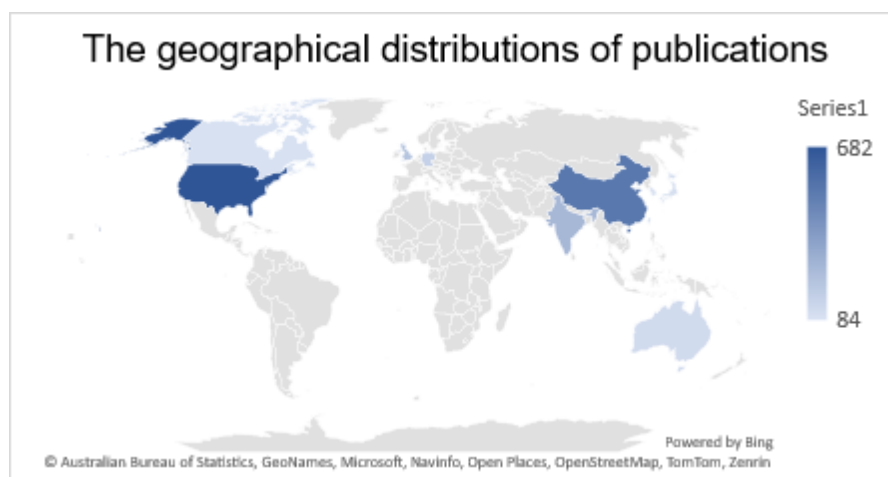 The geographical distributions of publications
Series1
682
84
Powered by Bing
© Australian Bureau of Statistics, GeoNames, Microsoft, Navinfo, Open Places, OpenStreetMap, TomTom, Zenrin